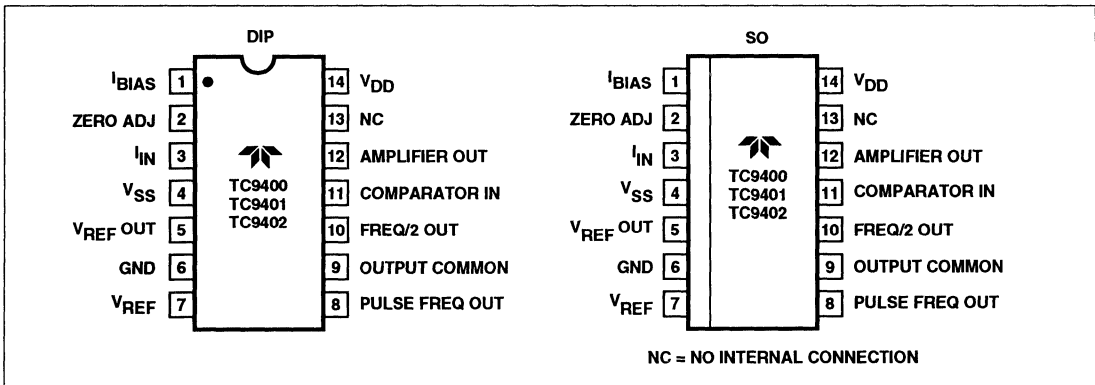 DIP
I_BIAS 1
ZERO ADJ 2
I_IN 3
V_SS 4
V_REF OUT 5
GND 6
V_REF 7
TC9400
TC9401
TC9402
14 V_DD
13 NC
12 AMPLIFIER OUT
11 COMPARATOR IN
10 FREQ/2 OUT
9 OUTPUT COMMON
8 PULSE FREQ OUT
SO
I_BIAS 1
ZERO ADJ 2
I_IN 3
V_SS 4
V_REF OUT 5
GND 6
V_REF 7
TC9400
TC9401
TC9402
14 V_DD
13 NC
12 AMPLIFIER OUT
11 COMPARATOR IN
10 FREQ/2 OUT
9 OUTPUT COMMON
8 PULSE FREQ OUT
NC = NO INTERNAL CONNECTION